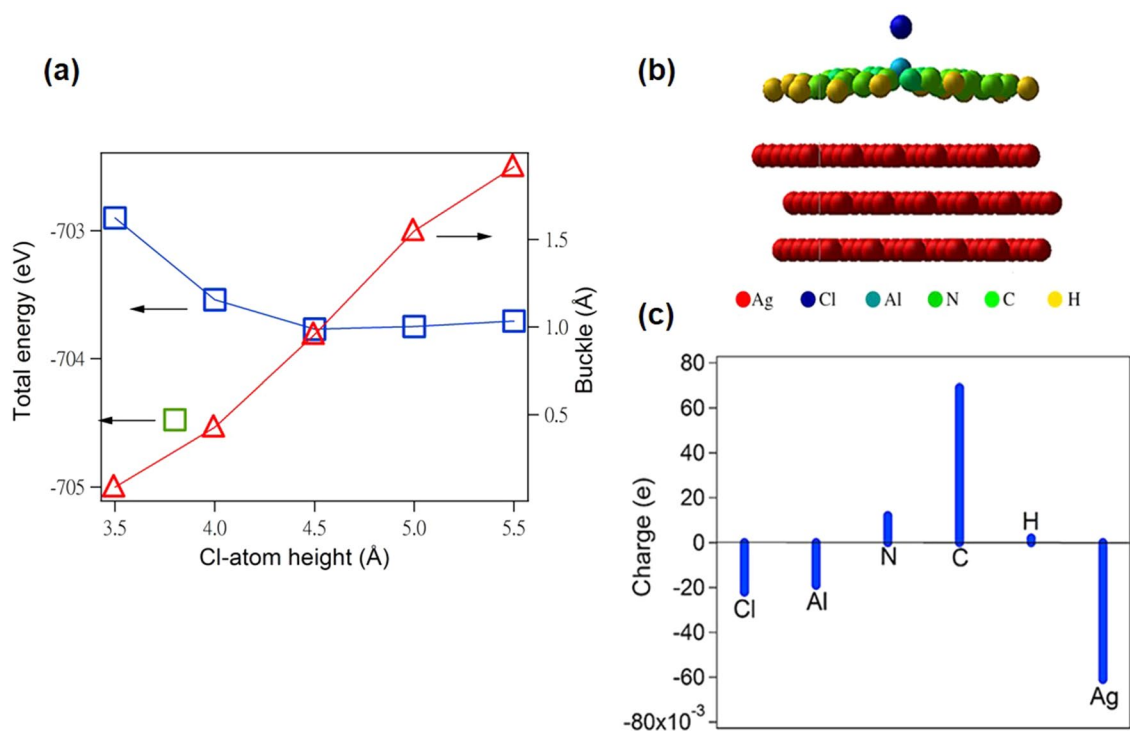 (a)
Total energy (eV)
-703
-704
-705
3.5 4.0 4.5 5.0 5.5
Cl-atom height (Å)
1.5
1.0
0.5
Buckle (Å)
(b)
Ag Cl Al N C H
(c)
Charge (e)
80
60
40
20
0
-20
-40
-60
-80x10⁻³
Cl Al N C H Ag